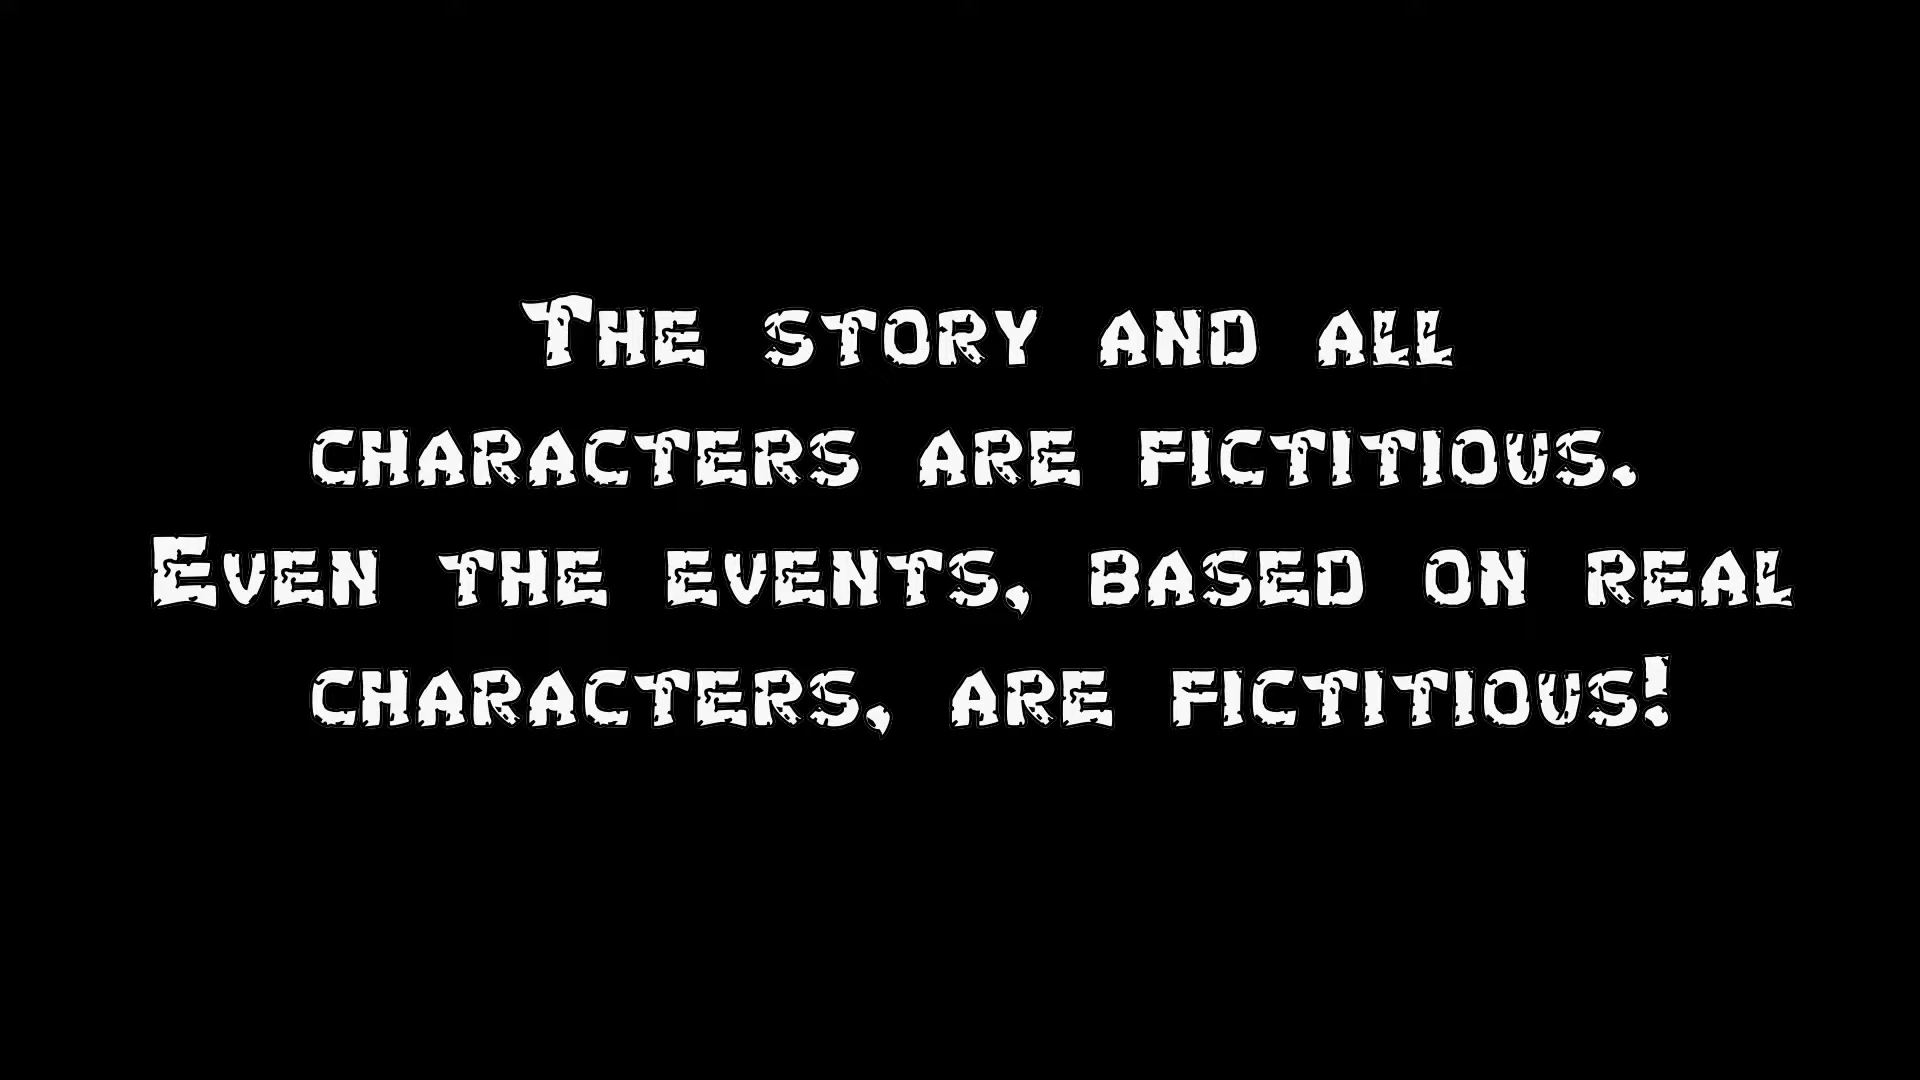 The story and all
characters are fictitious.
Even the events, based on real
characters, are fictitious!